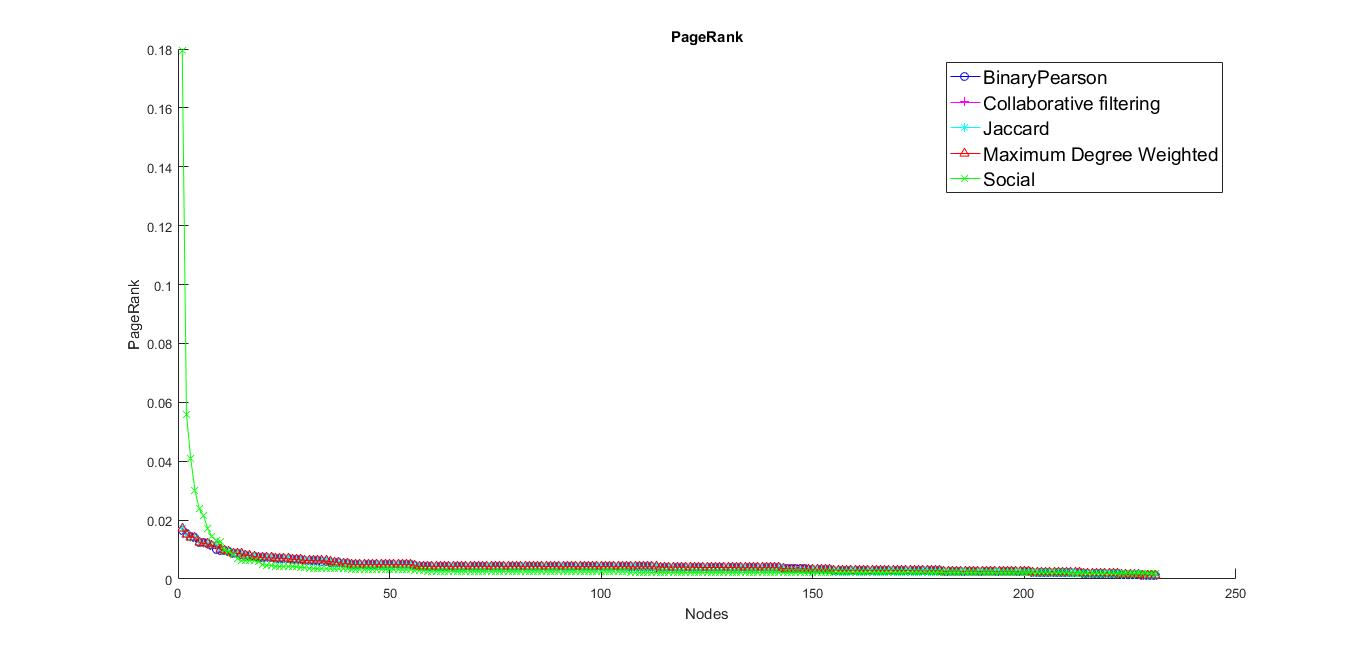 PageRank
BinaryPearson
Collaborative filtering
Jaccard
Maximum Degree Weighted
Social
PageRank
0.18
0.16
0.14
0.12
0.1
0.08
0.06
0.04
0.02
0
0 50 100 150 200 250
Nodes